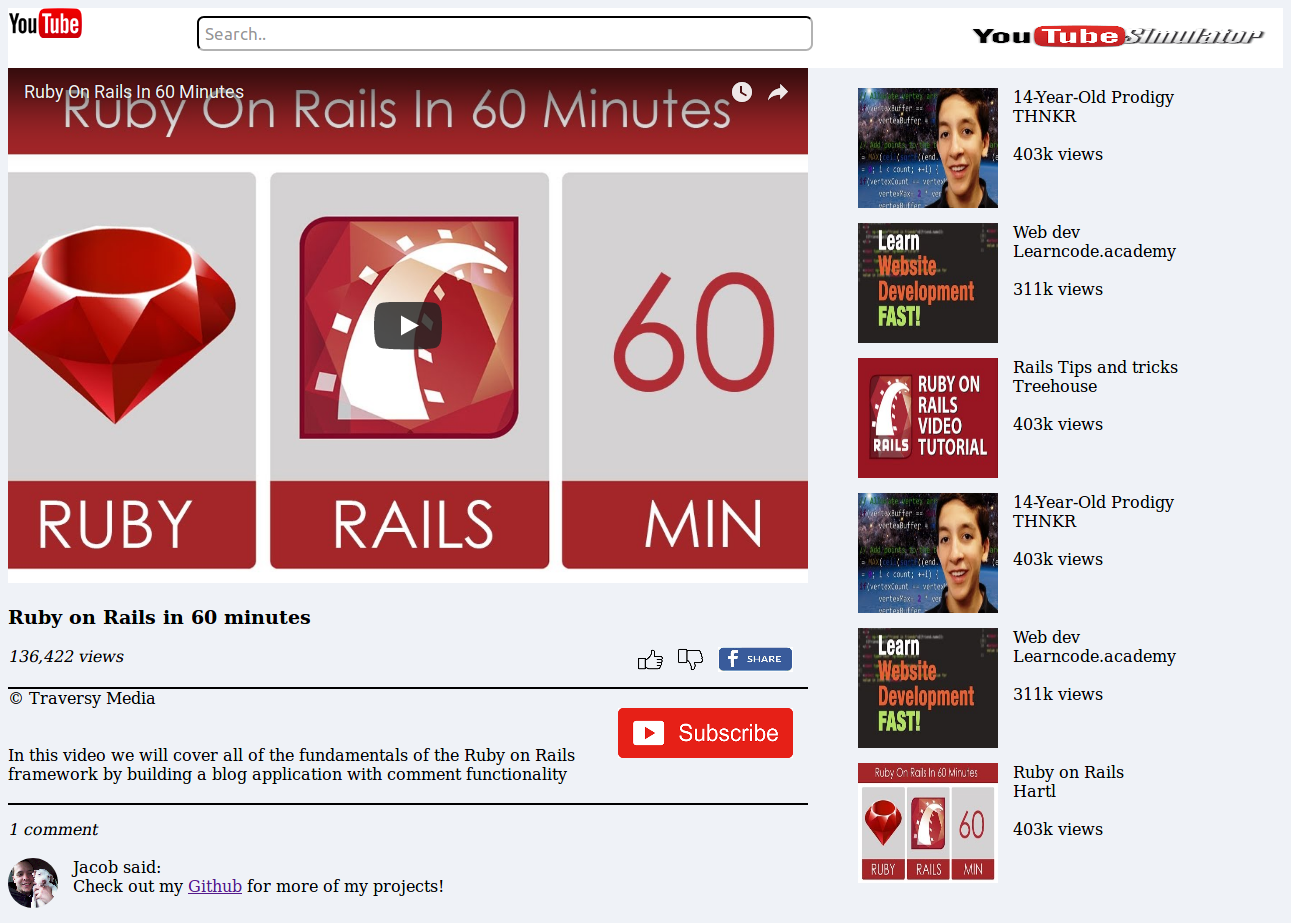 YouTube
Search..
YouTube Simulator
Ruby On Rails In 60 Minutes
Ruby On Rails In 60 Minutes
60
RUBY
RAILS
MIN
Ruby on Rails in 60 minutes
136,422 views
SHARE
© Traversy Media
Subscribe
In this video we will cover all of the fundamentals of the Ruby on Rails
framework by building a blog application with comment functionality
1 comment
Jacob said:
Check out my Github for more of my projects!
14-Year-Old Prodigy
THNKR
403k views
Learn
Website
Development
FAST!
Web dev
Learncode.academy
311k views
RUBY ON
RAILS
VIDEO
TUTORIAL
RAILS
Rails Tips and tricks
Treehouse
403k views
14-Year-Old Prodigy
THNKR
403k views
Learn
Website
Development
FAST!
Web dev
Learncode.academy
311k views
Ruby On Rails In 60 Minutes
60
RUBY
RAILS
MIN
Ruby on Rails
Hartl
403k views